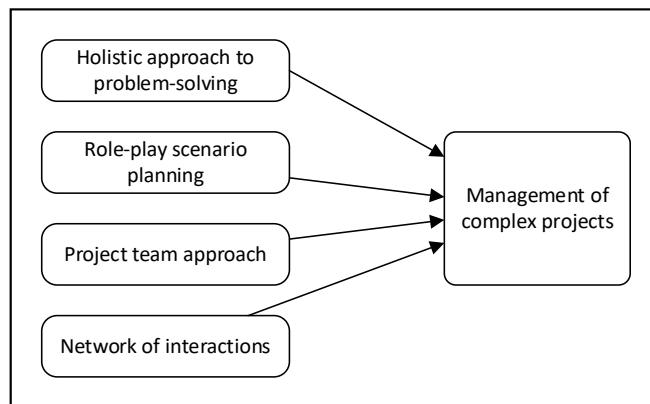 Holistic approach to
problem-solving
Role-play scenario
planning
Project team approach
Network of interactions
Management of
complex projects